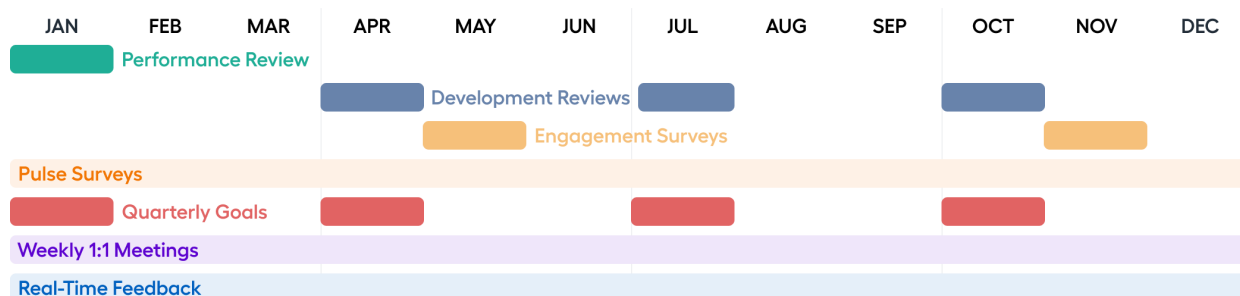 JAN FEB MAR APR MAY JUN JUL AUG SEP OCT NOV DEC
Performance Review
Development Reviews
Engagement Surveys
Pulse Surveys
Quarterly Goals
Weekly 1:1 Meetings
Real-Time Feedback